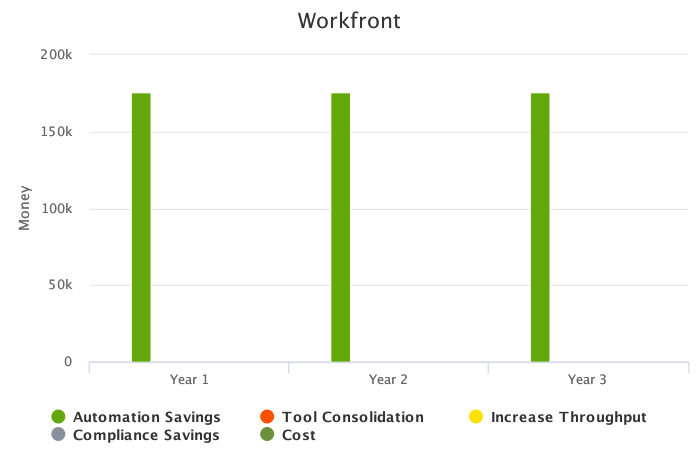 Workfront
200k
150k
100k
50k
0
Money
Year 1
Year 2
Year 3
Automation Savings
Tool Consolidation
Increase Throughput
Compliance Savings
Cost